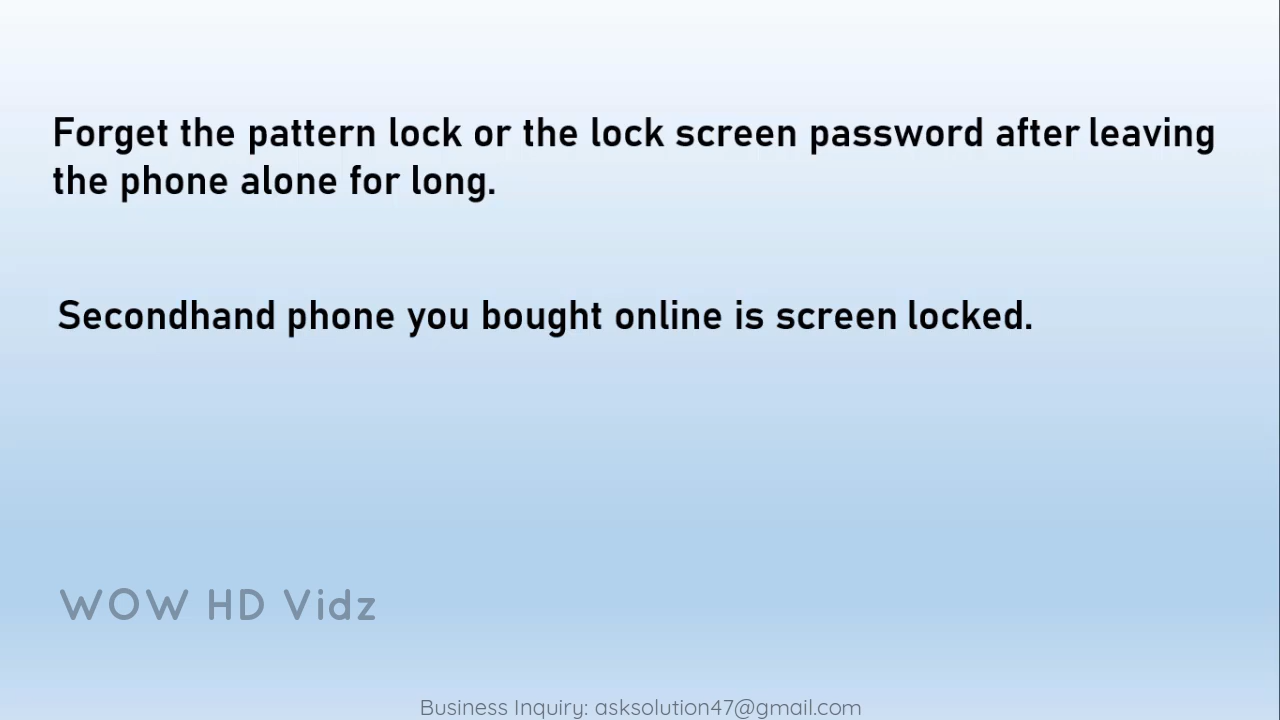 Forget the pattern lock or the lock screen password after leaving
the phone alone for long.
Secondhand phone you bought online is screen locked.
WOW HD Vidz
Business Inquiry: asksolution47@gmail.com